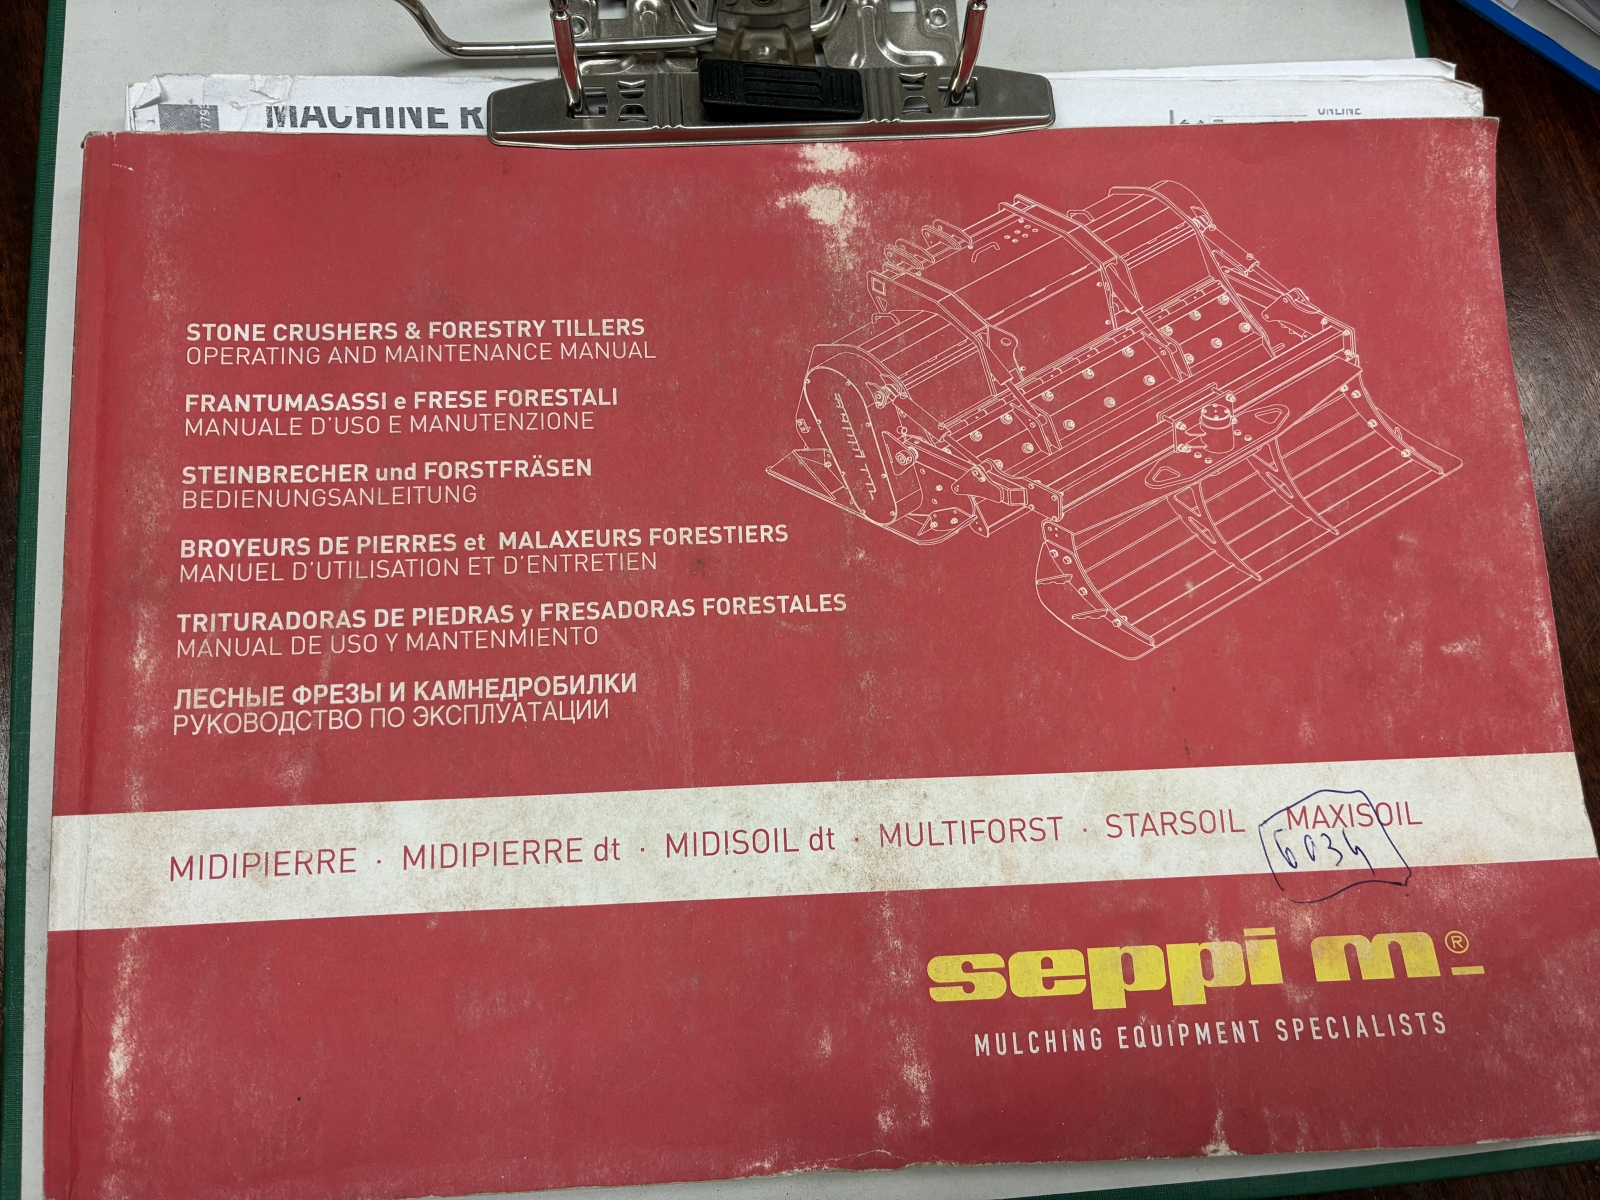 MACHINE R
ONLINE
STONE CRUSHERS & FORESTRY TILLERS
OPERATING AND MAINTENANCE MANUAL
FRANTUMASASSI e FRESE FORESTALI
MANUALE D'USO E MANUTENZIONE
STEINBRECHER und FORSTFRÄSEN
BEDIENUNGSANLEITUNG
BROYEURS DE PIERRES et MALAXEURS FORESTIERS
MANUEL D'UTILISATION ET D'ENTRETIEN
TRITURADORAS DE PIEDRAS y FRESADORAS FORESTALES
MANUAL DE USO Y MANTENMIENTO
ЛЕСНЫЕ ФРЕЗЫ И КАМНЕДРОБИЛКИ
РУКОВОДСТВО ПО ЭКСПЛУАТАЦИИ
MIDIPIERRE · MIDIPIERRE dt · MIDISOIL dt · MULTIFORST · STARSOIL MAXISOIL
6034
seppi m®
MULCHING EQUIPMENT SPECIALISTS